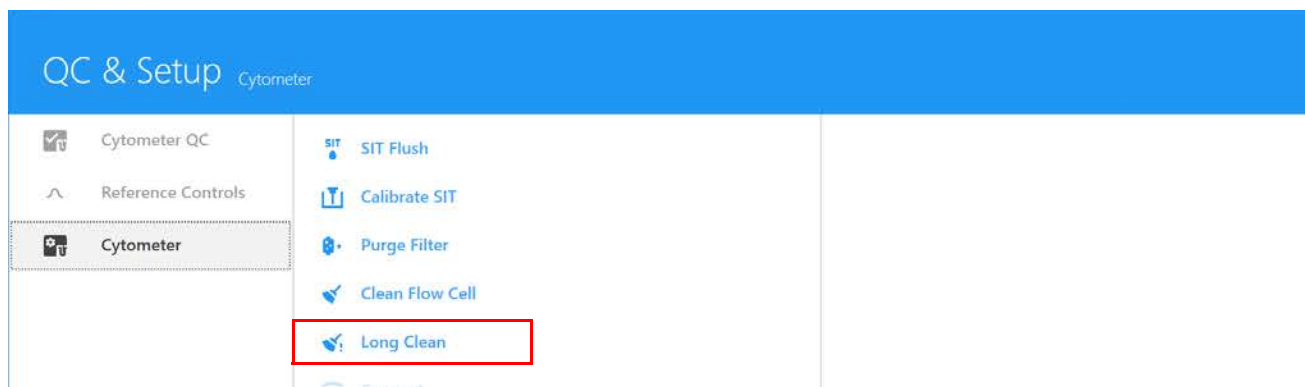 QC & Setup Cytometer
Cytometer QC
Reference Controls
Cytometer
SIT Flush
Calibrate SIT
Purge Filter
Clean Flow Cell
Long Clean